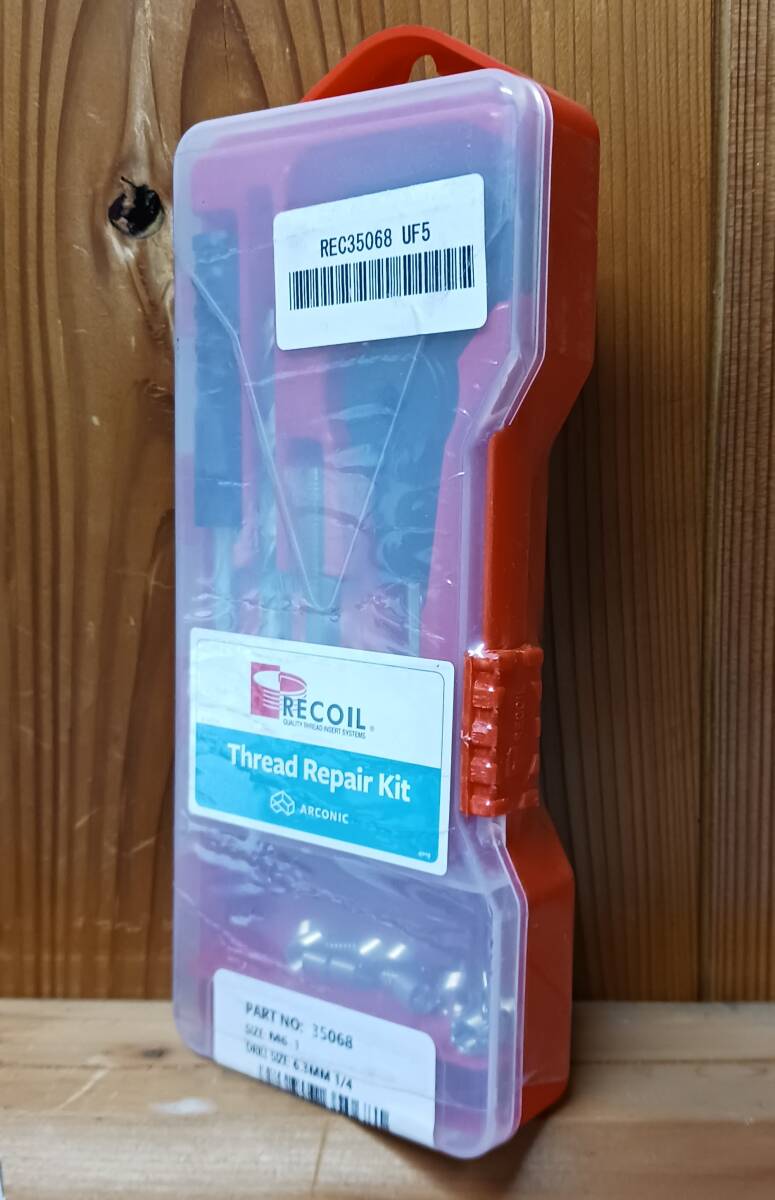 REC35068 UF5
RECOIL®
QUALITY THREAD INSERT SYSTEMS
Thread Repair Kit
ARCONIC
PART NO: 35068
SIZE: M6 1
DRILL SIZE: 6.3MM 1/4